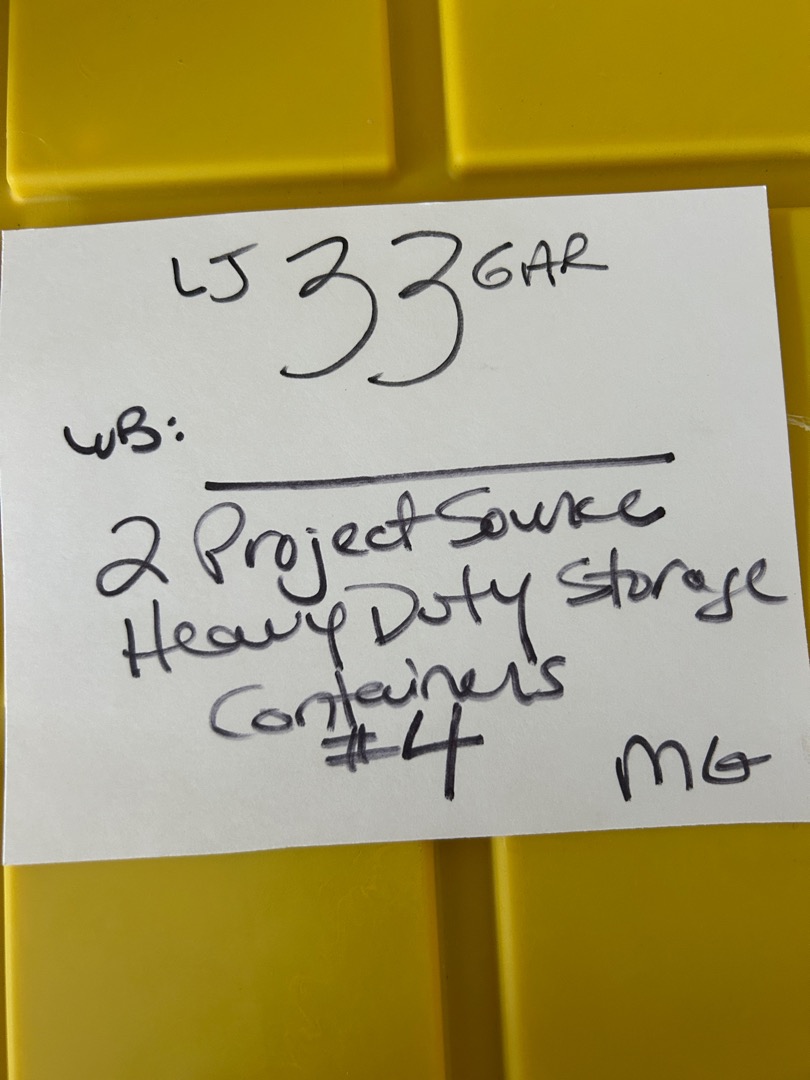 LJ 33 GAR
WB:
2 Project Source
Heavy Duty Storage
Containers
#4
MG